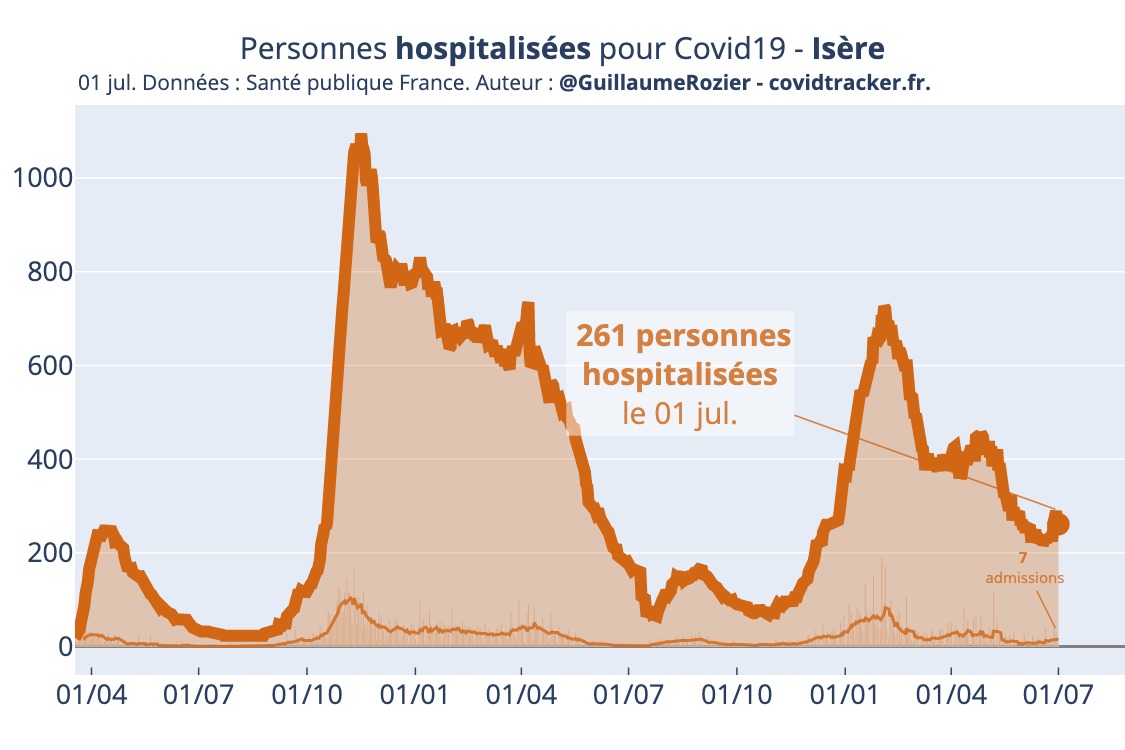 Personnes hospitalisées pour Covid19 - Isère
01 jul. Données : Santé publique France. Auteur : @GuillaumeRozier - covidtracker.fr.
1000
800
600
400
200
0
261 personnes
hospitalisées
le 01 jul.
7
admissions
01/04
01/07
01/10
01/01
01/04
01/07
01/10
01/01
01/04
01/07